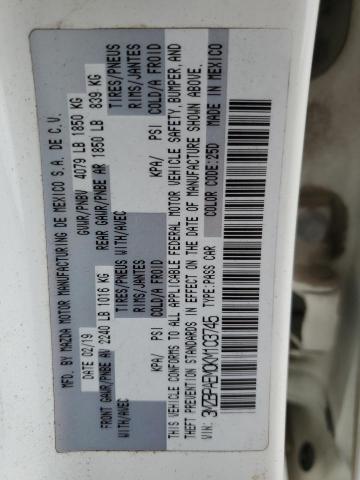 MFD. BY MAZDA MOTOR MANUFACTURING DE MEXICO S.A. DE C.V.
DATE 02/19 GVWR/PNBV 4079 LB 1850 KG
FRONT GAWR/PNBE AV 2240 LB 1016 KG REAR GAWR/PNBE AR 1850 LB 839 KG
WITH/AVEC TIRES/PNEUS WITH/AVEC TIRES/PNEUS
RIMS/JANTES RIMS/JANTES
KPA/ PSI COLD/A FROID KPA/ PSI COLD/A FROID
THIS VEHICLE CONFORMS TO ALL APPLICABLE FEDERAL MOTOR VEHICLE SAFETY, BUMPER, AND
THEFT PREVENTION STANDARDS IN EFFECT ON THE DATE OF MANUFACTURE SHOWN ABOVE.
COLOR CODE:25D MADE IN MEXICO
VIN: 3MZBPAEM0KM103745 TYPE:PASS CAR